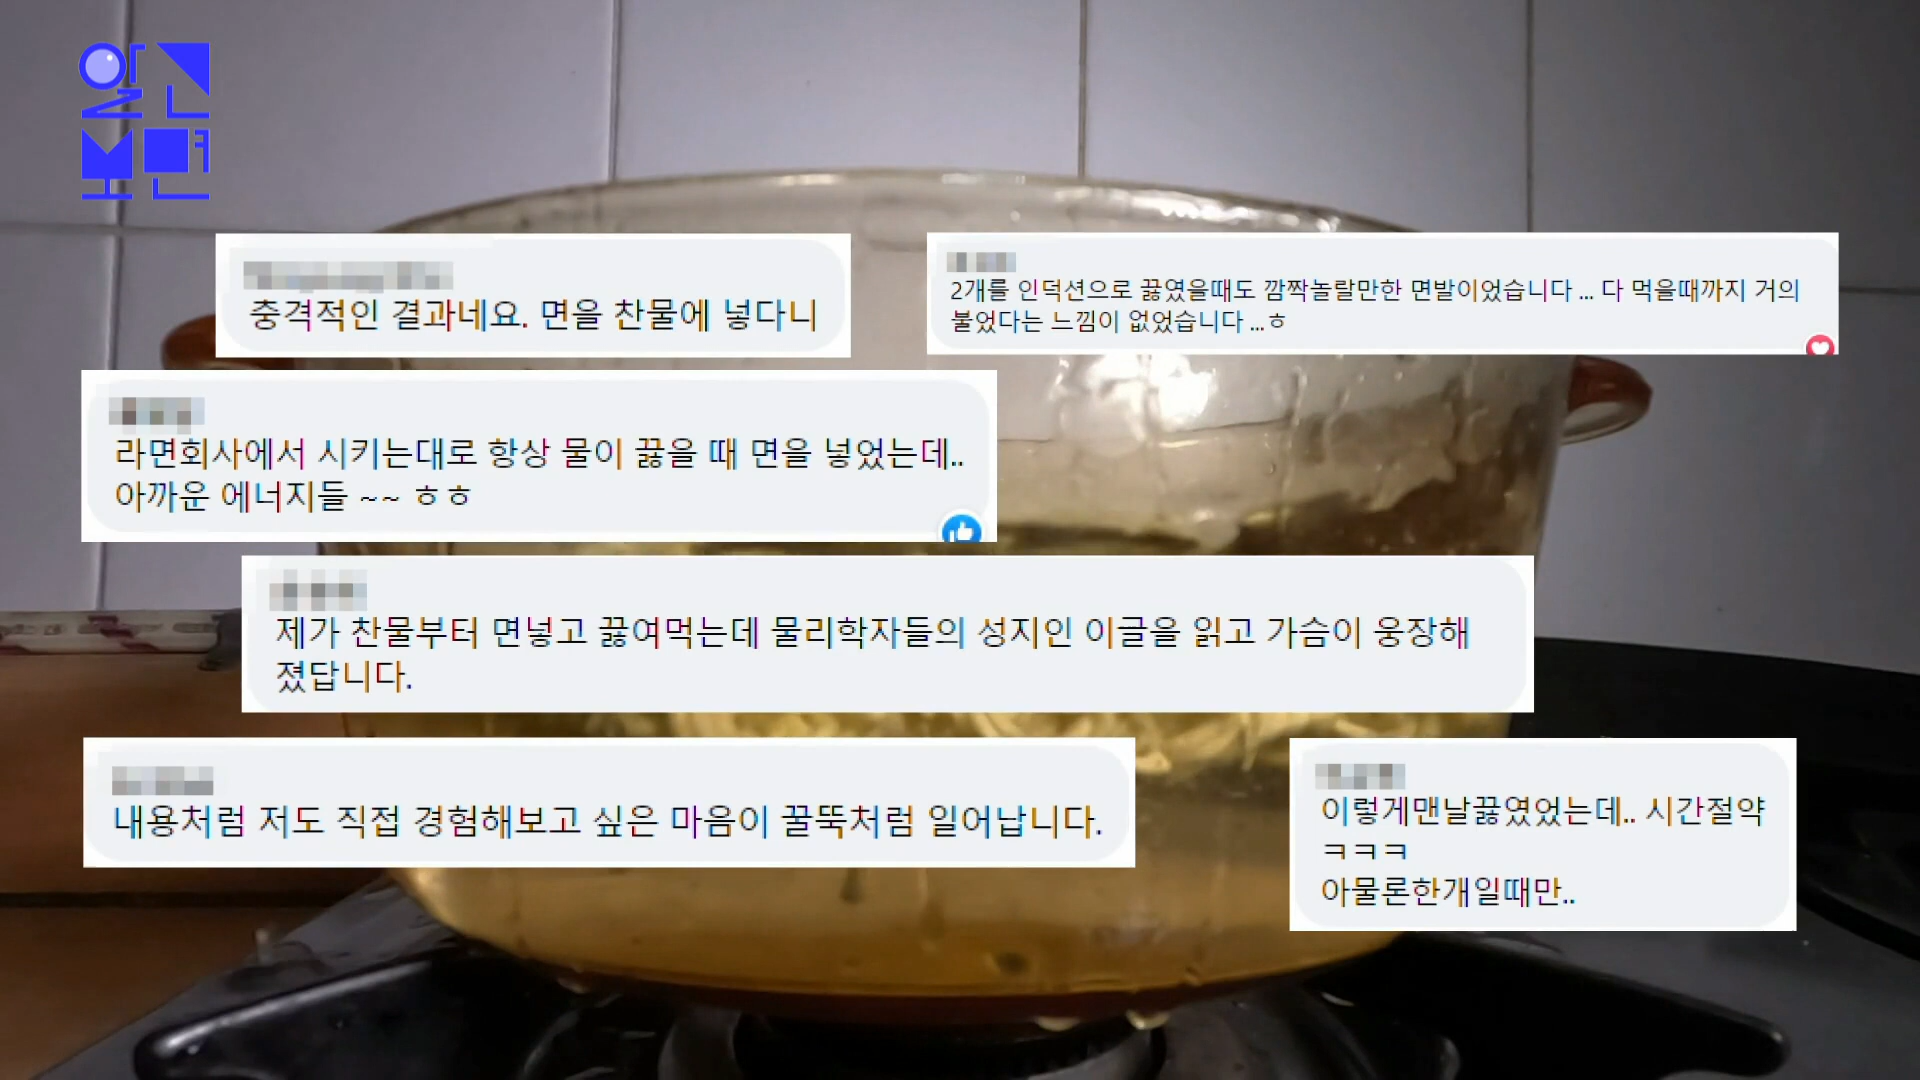 알고보면
충격적인 결과네요. 면을 찬물에 넣다니
2개를 인덕션으로 끓였을때도 깜짝놀랄만한 면발이었습니다 ... 다 먹을때까지 거의
불었다는 느낌이 없었습니다 ...ㅎ
라면회사에서 시키는대로 항상 물이 끓을 때 면을 넣었는데..
아까운 에너지들 ~~ ㅎㅎ
제가 찬물부터 면넣고 끓여먹는데 물리학자들의 성지인 이글을 읽고 가슴이 웅장해
졌답니다.
내용처럼 저도 직접 경험해보고 싶은 마음이 꿀뚝처럼 일어납니다.
이렇게맨날끓였었는데.. 시간절약
ㅋㅋㅋ
아물론한개일때만..